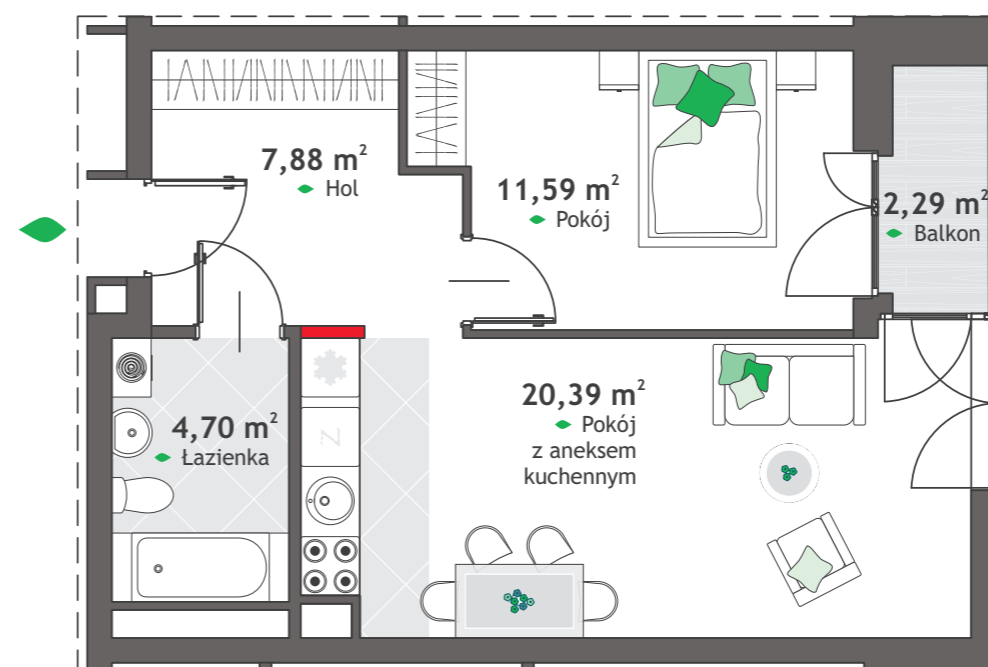 7,88 m²
Hol
11,59 m²
Pokój
2,29 m²
Balkon
20,39 m²
Pokój
z aneksem
kuchennym
4,70 m²
Łazienka
Z